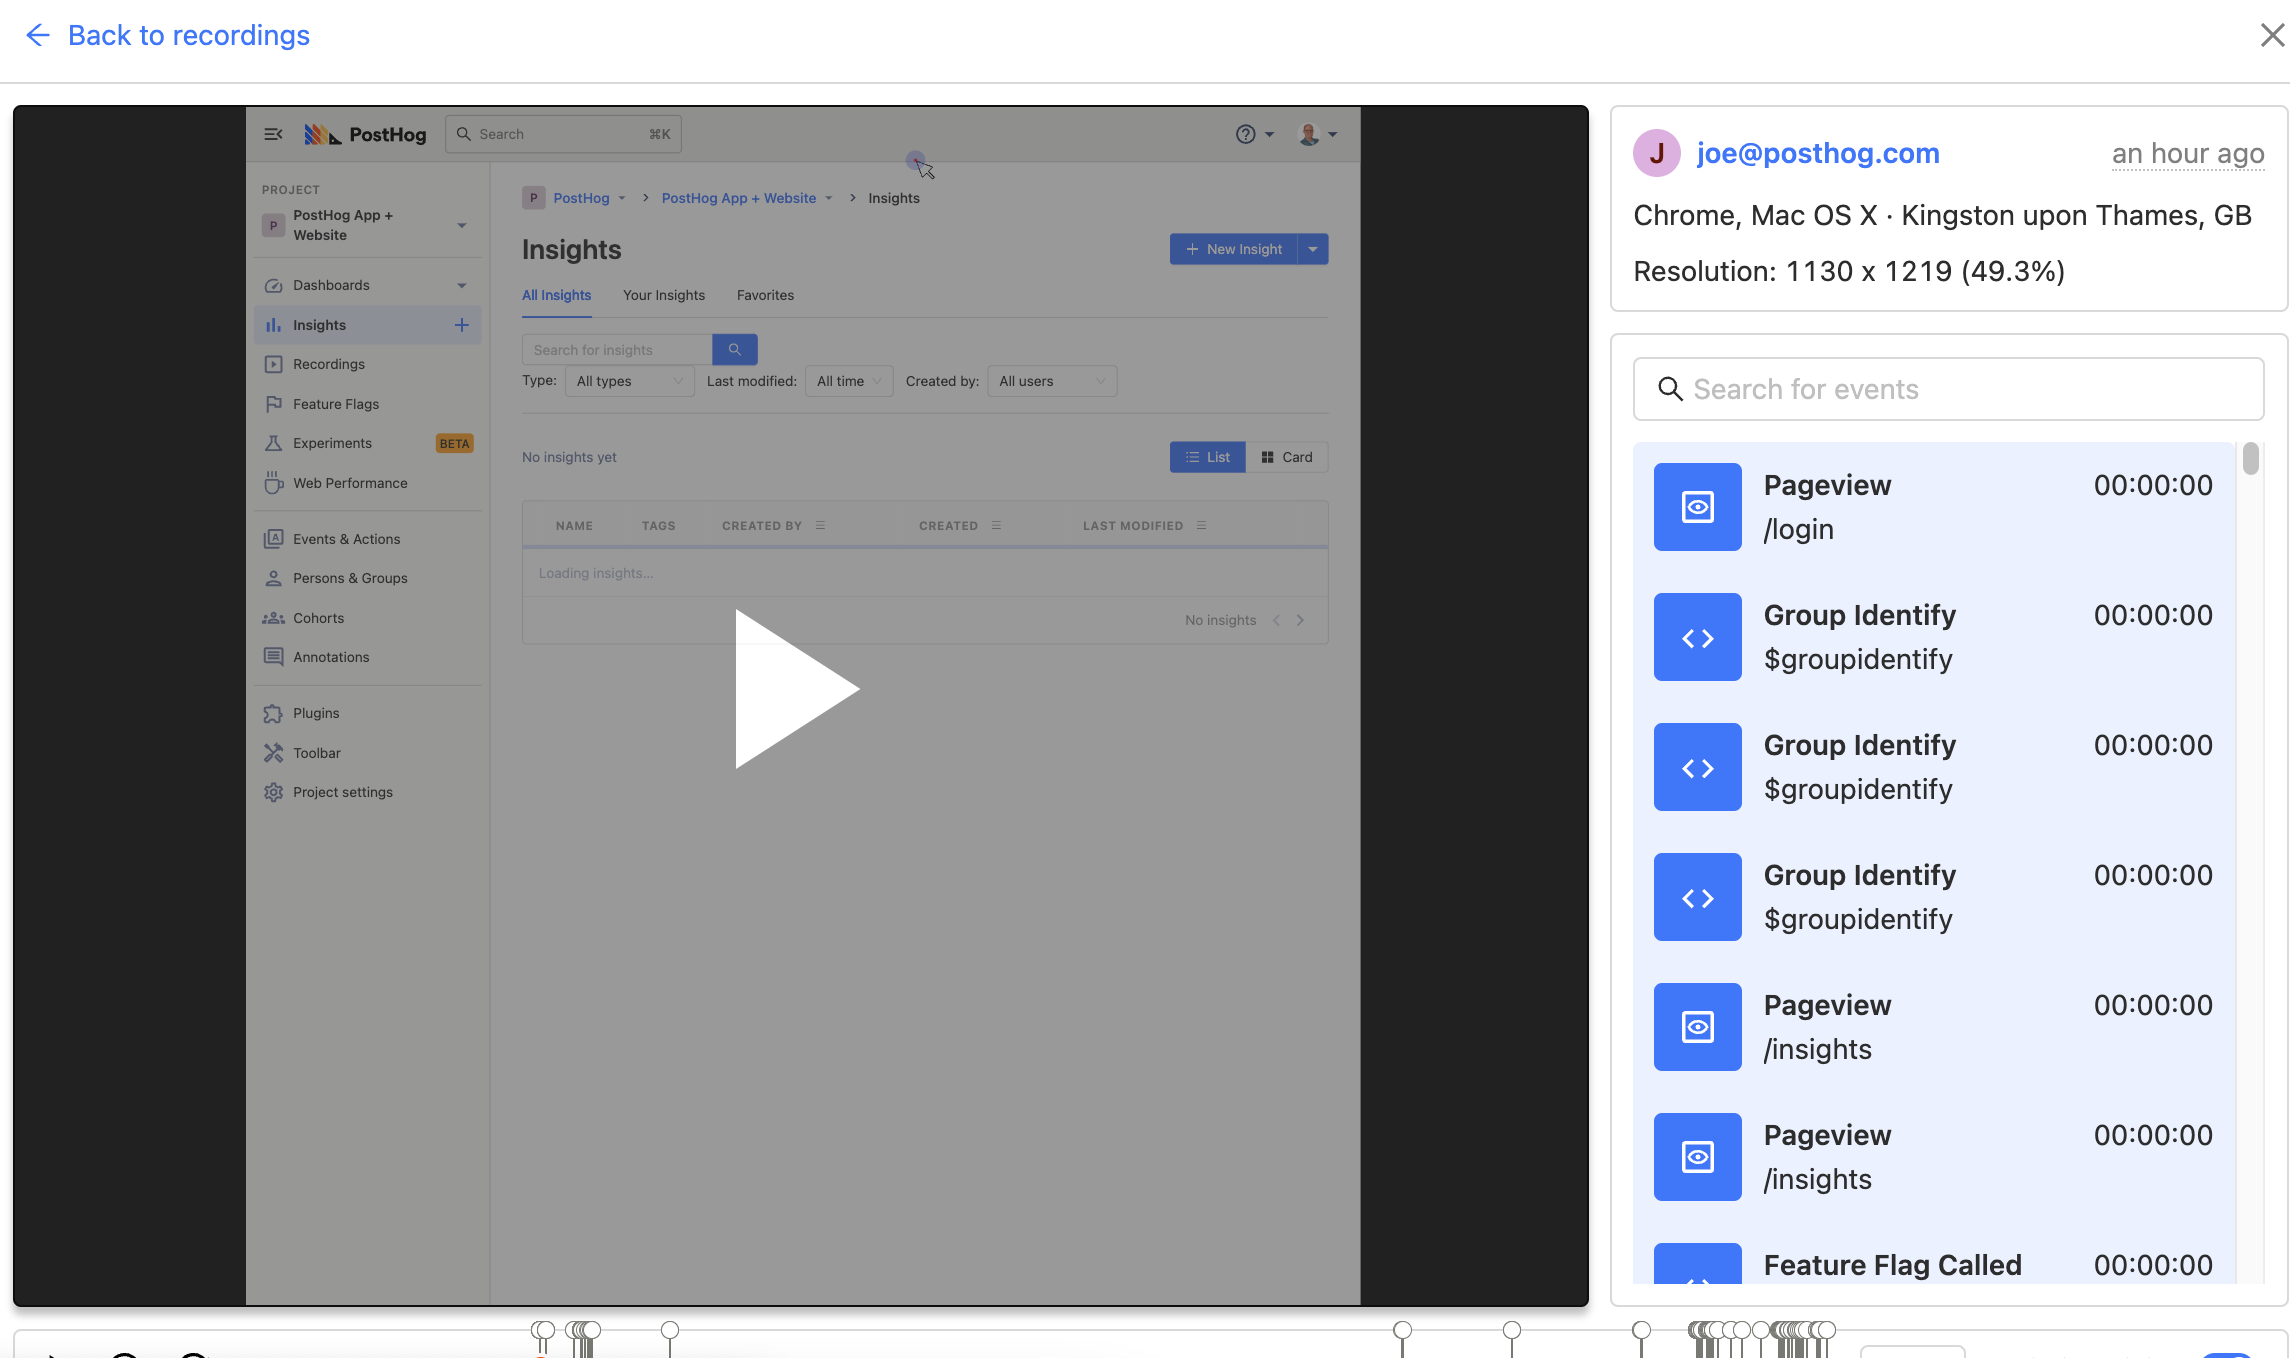 Back to recordings
PostHog
Search ⌘K
PROJECT
P PostHog App +
Website
Dashboards
Insights
Recordings
Feature Flags
Experiments BETA
Web Performance
Events & Actions
Persons & Groups
Cohorts
Annotations
Plugins
Toolbar
Project settings
P PostHog > PostHog App + Website > Insights
Insights
+ New Insight
All Insights Your Insights Favorites
Search for insights
Type: All types Last modified: All time Created by: All users
No insights yet
List Card
NAME TAGS CREATED BY CREATED LAST MODIFIED
Loading insights...
No insights
J joe@posthog.com an hour ago
Chrome, Mac OS X · Kingston upon Thames, GB
Resolution: 1130 x 1219 (49.3%)
Search for events
Pageview 00:00:00
/login
Group Identify 00:00:00
$groupidentify
Group Identify 00:00:00
$groupidentify
Group Identify 00:00:00
$groupidentify
Pageview 00:00:00
/insights
Pageview 00:00:00
/insights
Feature Flag Called 00:00:00